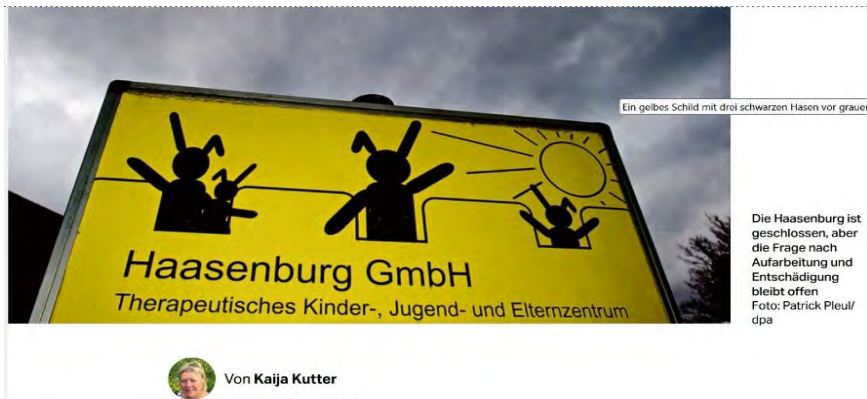 Ein gelbes Schild mit drei schwarzen Hasen vor grauen
Haasenburg GmbH
Therapeutisches Kinder-, Jugend- und Elternzentrum
Die Haasenburg ist
geschlossen, aber
die Frage nach
Aufarbeitung und
Entschädigung
bleibt offen
Foto: Patrick Pleul/
dpa
Von Kaija Kutter